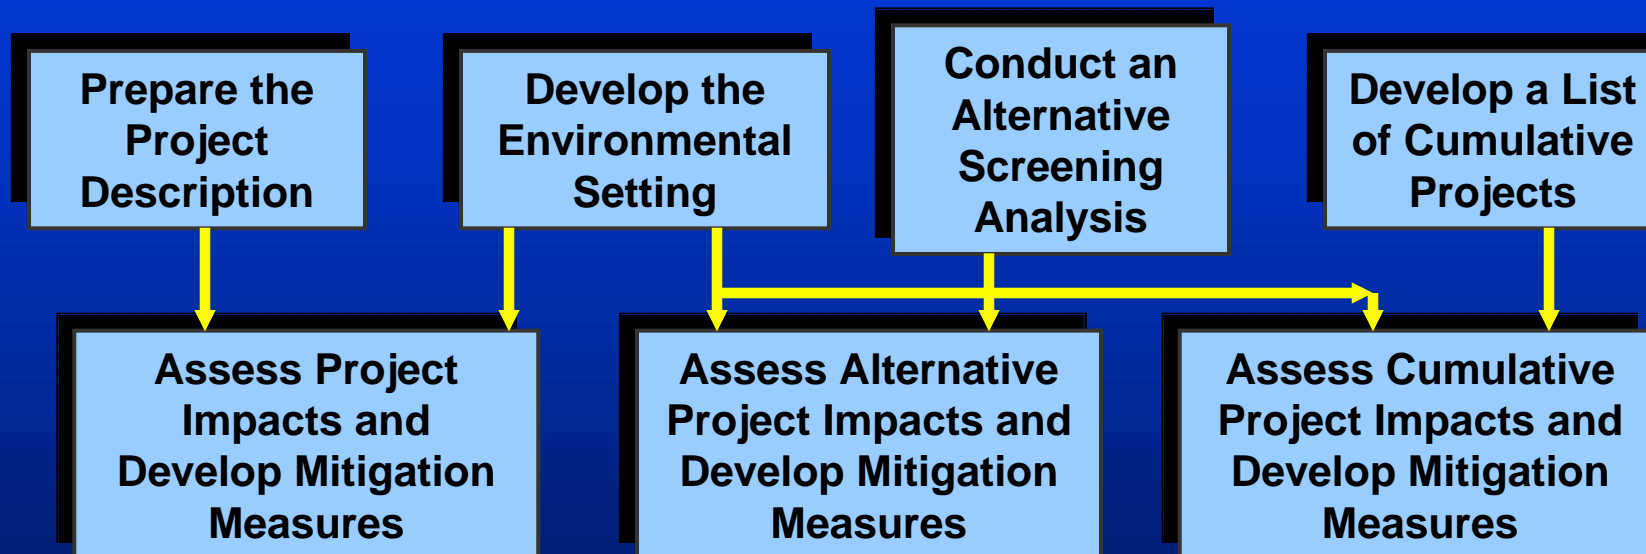 Prepare the
Project
Description
Develop the
Environmental
Setting
Conduct an
Alternative
Screening
Analysis
Develop a List
of Cumulative
Projects
Assess Project
Impacts and
Develop Mitigation
Measures
Assess Alternative
Project Impacts and
Develop Mitigation
Measures
Assess Cumulative
Project Impacts and
Develop Mitigation
Measures